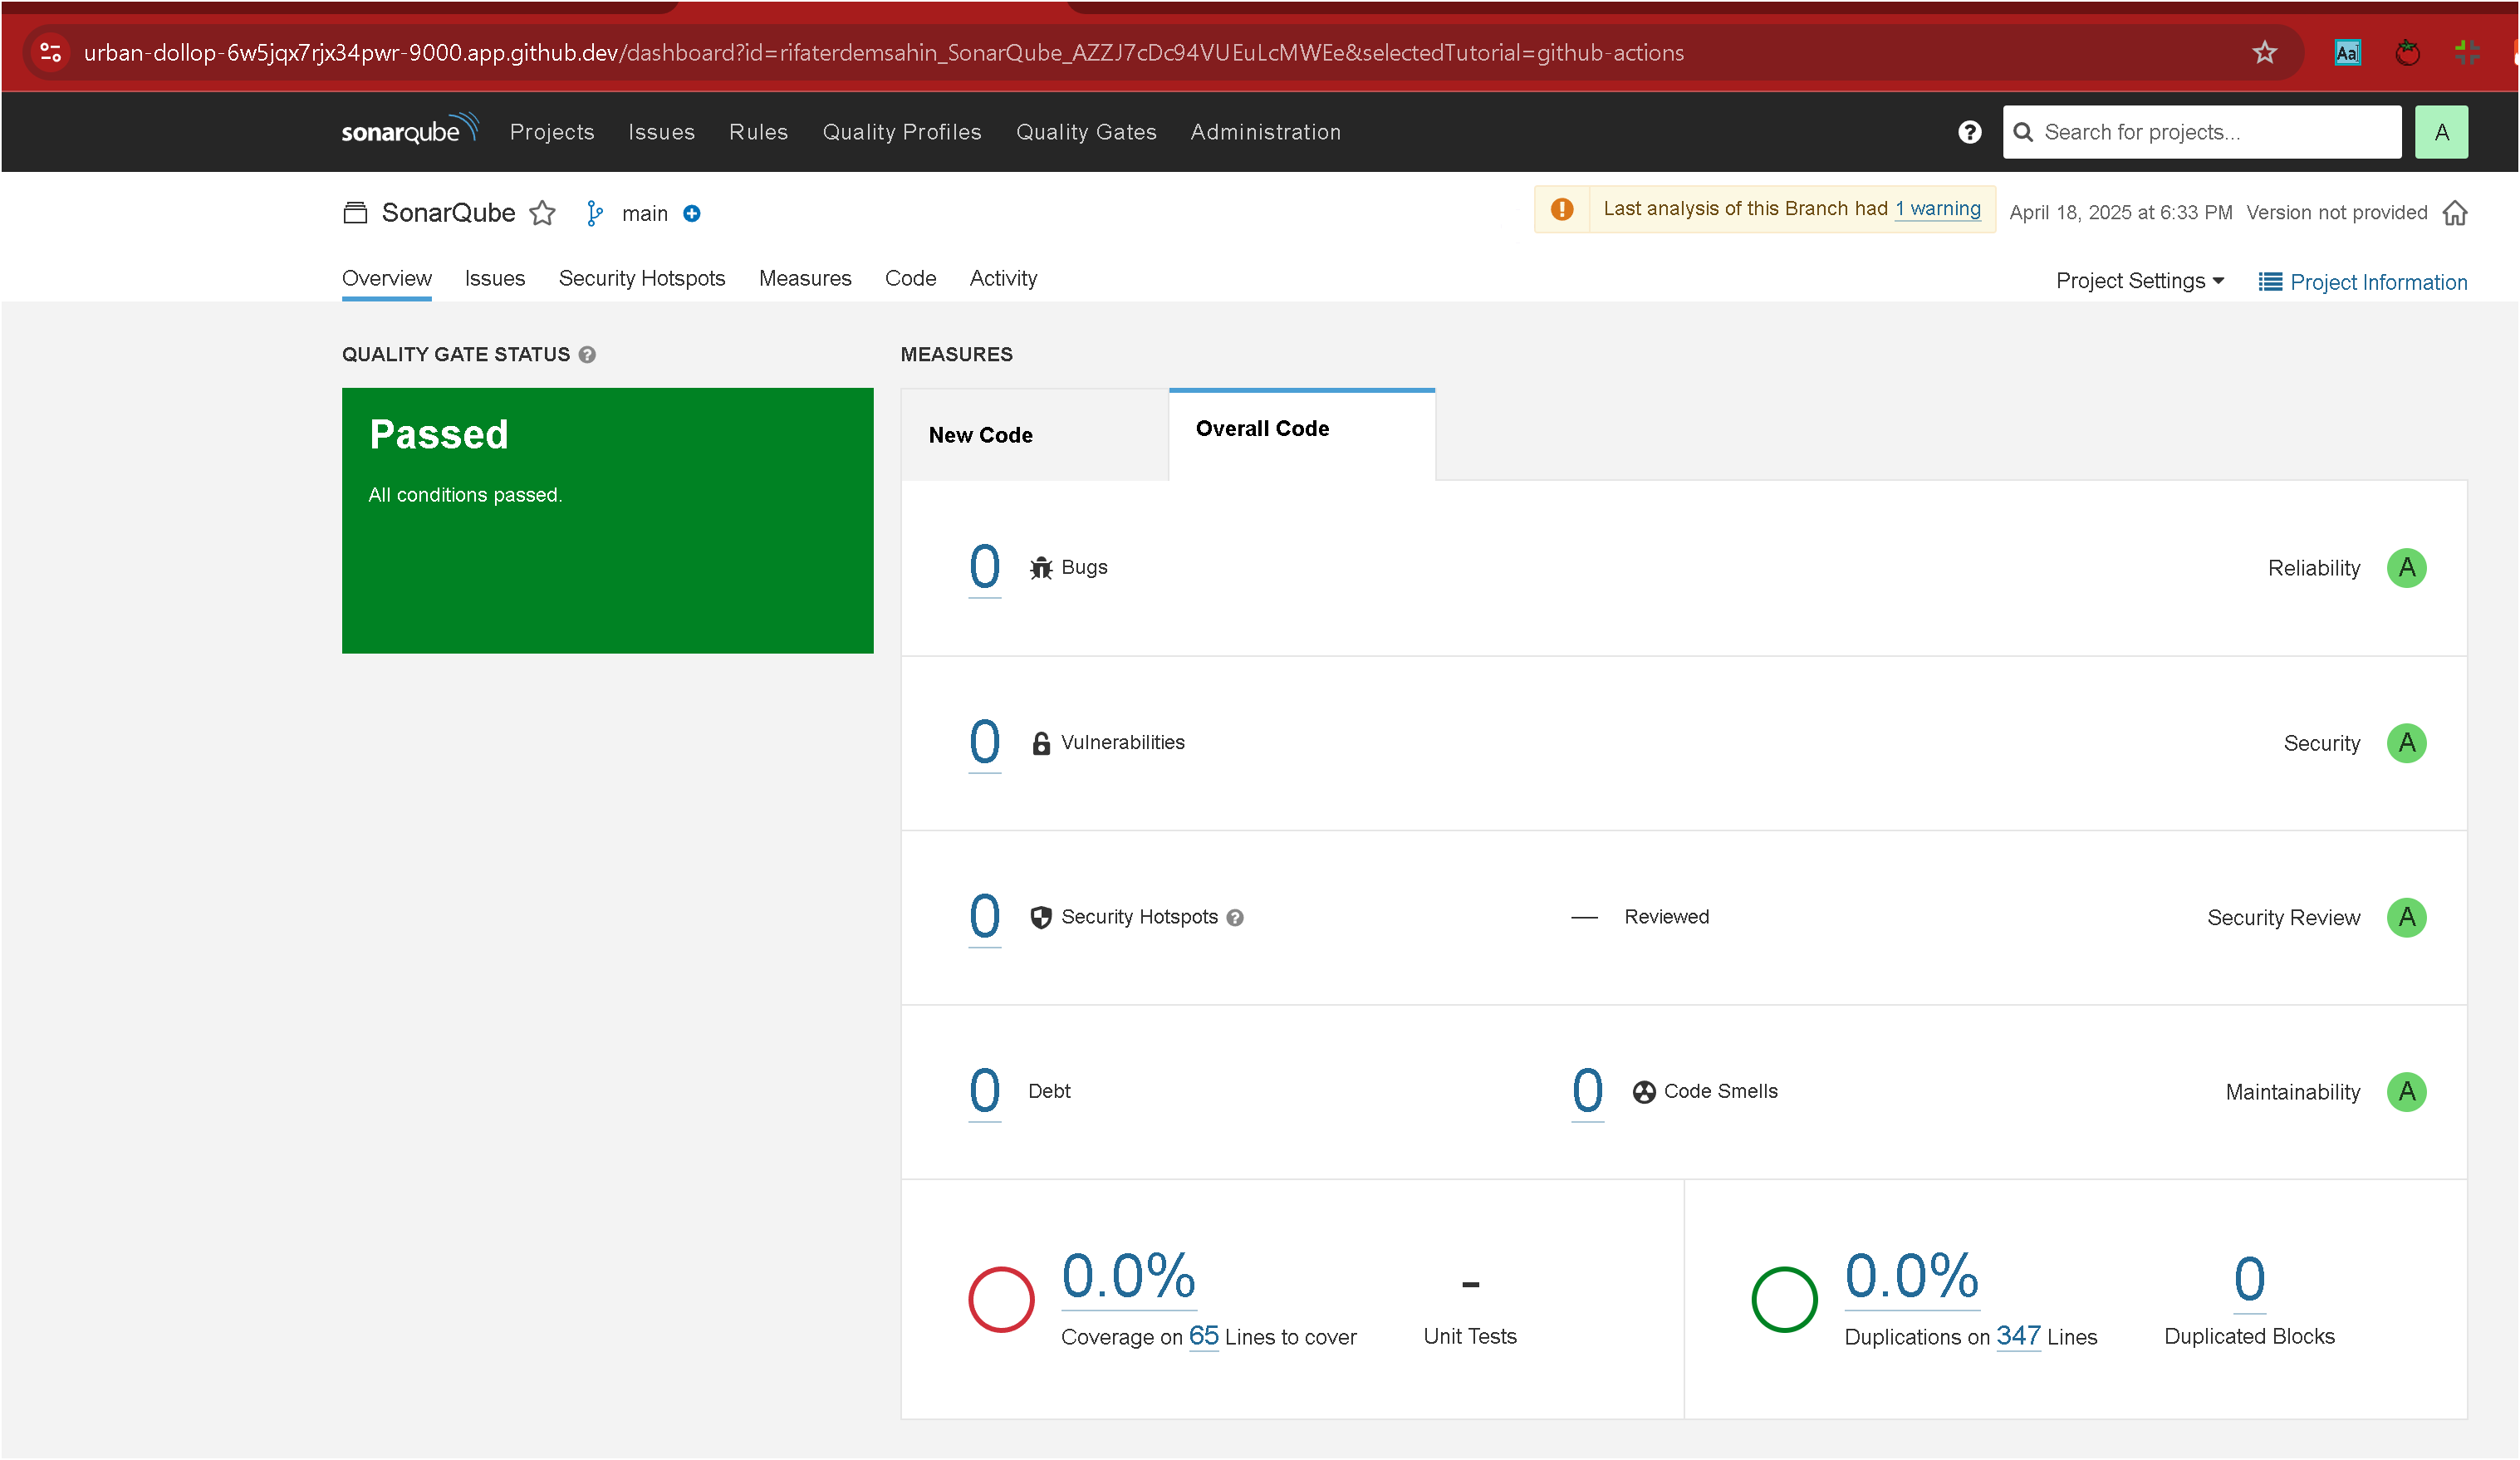 urban-dollop-6w5jqx7rjx34pwr-9000.app.github.dev/dashboard?id=rifaterdemsahin_SonarQube_AZZJ7cDc94VUEuLcMWEe&selectedTutorial=github-actions
Aa
sonarqube Projects Issues Rules Quality Profiles Quality Gates Administration ? Search for projects... A
SonarQube main Last analysis of this Branch had 1 warning April 18, 2025 at 6:33 PM Version not provided
Overview Issues Security Hotspots Measures Code Activity Project Settings Project Information
QUALITY GATE STATUS ?
Passed
All conditions passed.
MEASURES
New Code Overall Code
0 Bugs Reliability A
0 Vulnerabilities Security A
0 Security Hotspots ? — Reviewed Security Review A
0 Debt 0 Code Smells Maintainability A
0.0% - 0.0% 0
Coverage on 65 Lines to cover Unit Tests Duplications on 347 Lines Duplicated Blocks